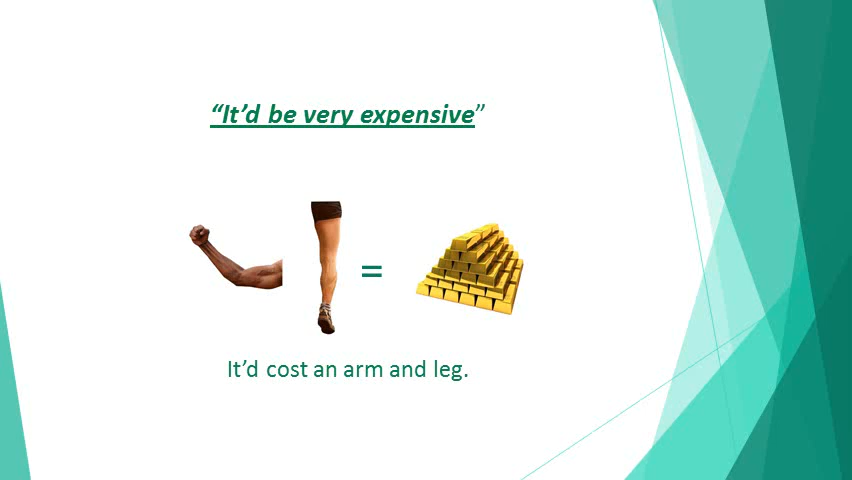 “It’d be very expensive”
=
It’d cost an arm and leg.